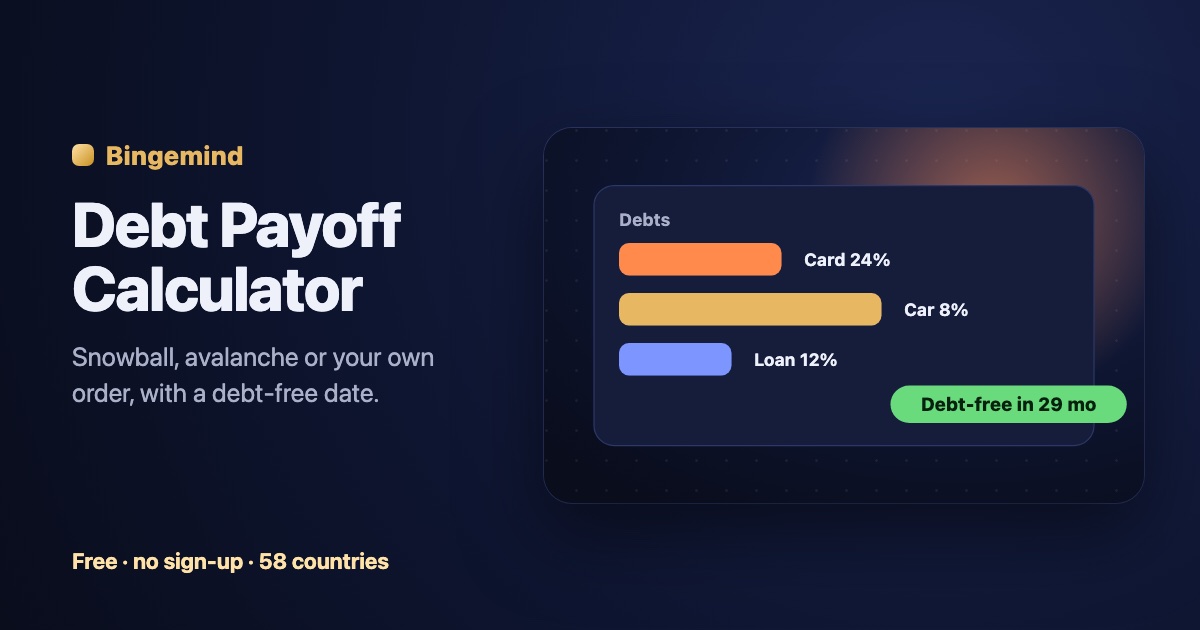 Bingemind
Debt Payoff
Calculator
Snowball, avalanche or your own
order, with a debt-free date.
Free · no sign-up · 58 countries
Debts
Card 24%
Car 8%
Loan 12%
Debt-free in 29 mo